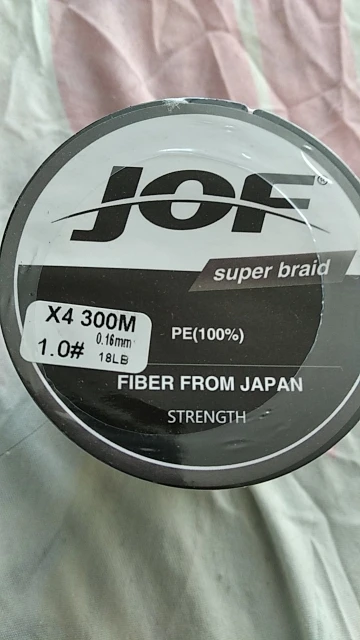 JOF®
super braid
X4 300M
0.16mm
1.0# 18LB
PE(100%)
FIBER FROM JAPAN
STRENGTH